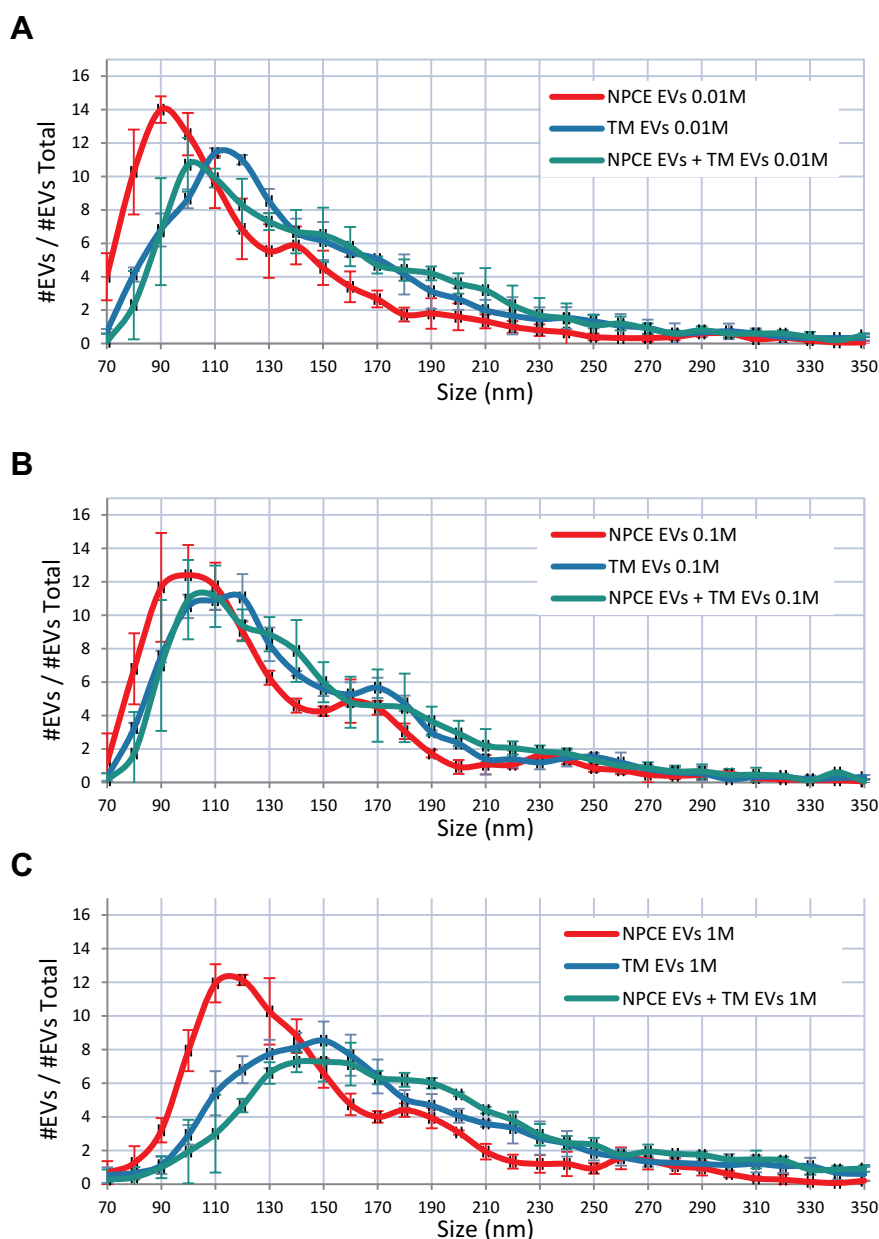 A
#EVs / #EVs Total
16
14
12
10
8
6
4
2
0
NPCE EVs 0.01M
TM EVs 0.01M
NPCE EVs + TM EVs 0.01M
70 90 110 130 150 170 190 210 230 250 270 290 310 330 350
Size (nm)
B
#EVs / #EVs Total
16
14
12
10
8
6
4
2
0
NPCE EVs 0.1M
TM EVs 0.1M
NPCE EVs + TM EVs 0.1M
70 90 110 130 150 170 190 210 230 250 270 290 310 330 350
Size (nm)
C
#EVs / #EVs Total
16
14
12
10
8
6
4
2
0
NPCE EVs 1M
TM EVs 1M
NPCE EVs + TM EVs 1M
70 90 110 130 150 170 190 210 230 250 270 290 310 330 350
Size (nm)